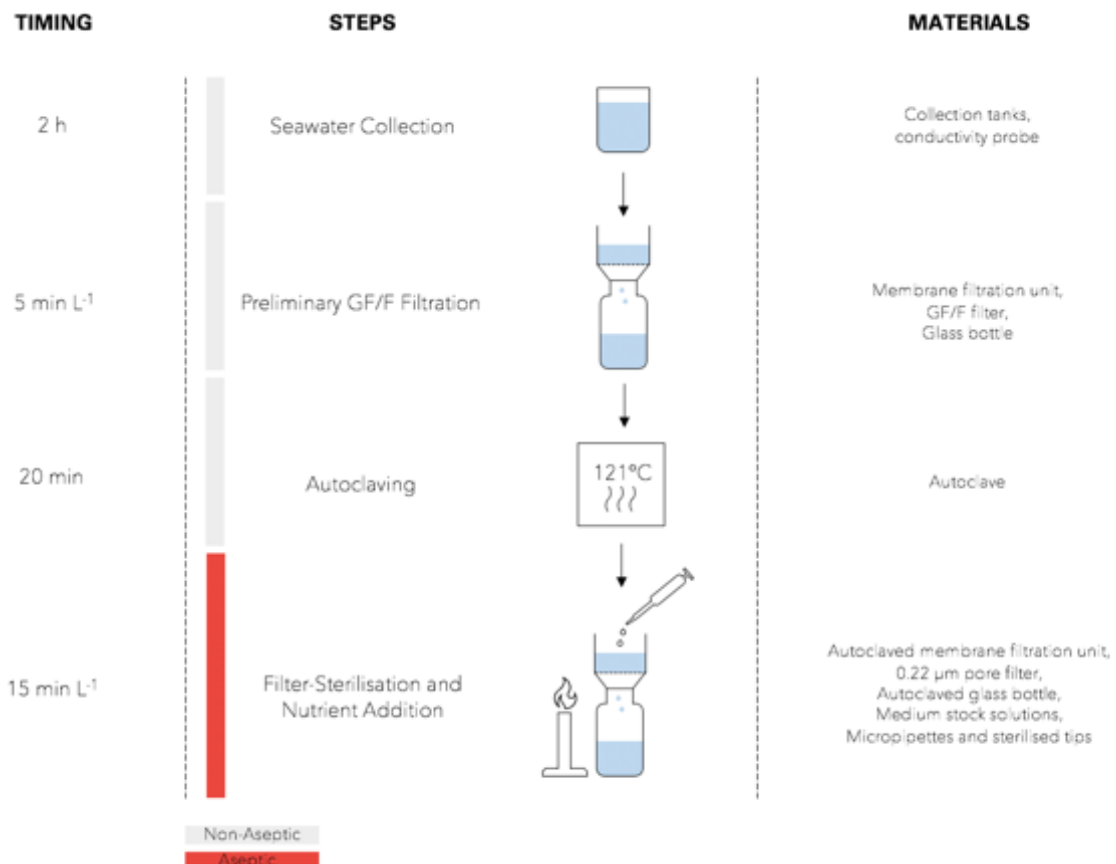 TIMING
STEPS
MATERIALS
2 h
Seawater Collection
Collection tanks,
conductivity probe
5 min L-1
Preliminary GF/F Filtration
Membrane filtration unit,
GF/F filter,
Glass bottle
20 min
Autoclaving
121ºC
Autoclave
15 min L-1
Filter-Sterilisation and
Nutrient Addition
Autoclaved membrane filtration unit,
0.22 µm pore filter,
Autoclaved glass bottle,
Medium stock solutions,
Micropipettes and sterilised tips
Non-Aseptic
Aseptic